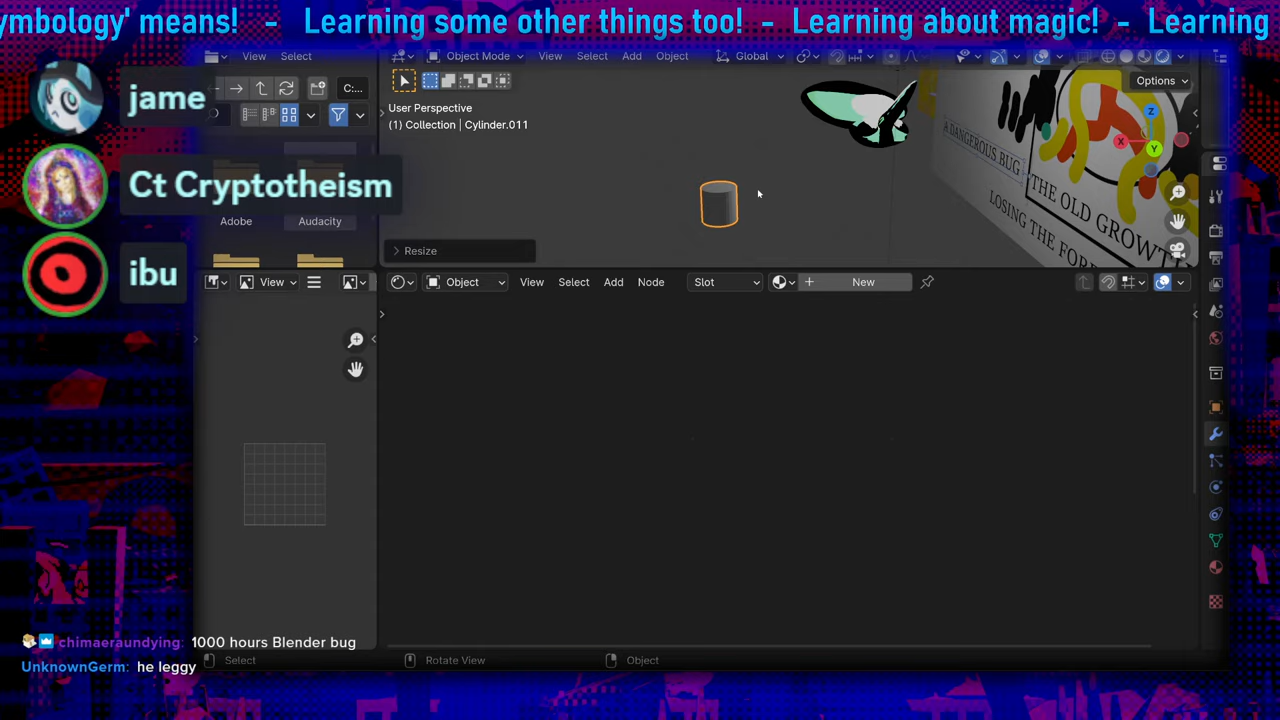 ymbology' means! - Learning some other things too! - Learning about magic! - Learning
jame
Ct Cryptotheism
ibu
View Select
C:...
Adobe Audacity
Object Mode View Select Add Object Global
Options
User Perspective
(1) Collection | Cylinder.011
X Y Z
A DANGEROUS BUG
THE OLD GROWT
LOSING THE FOR
Resize
View
Object View Select Add Node Slot New
chimaeraundying: 1000 hours Blender bug
UnknownGerm: he leggy
Select Rotate View Object